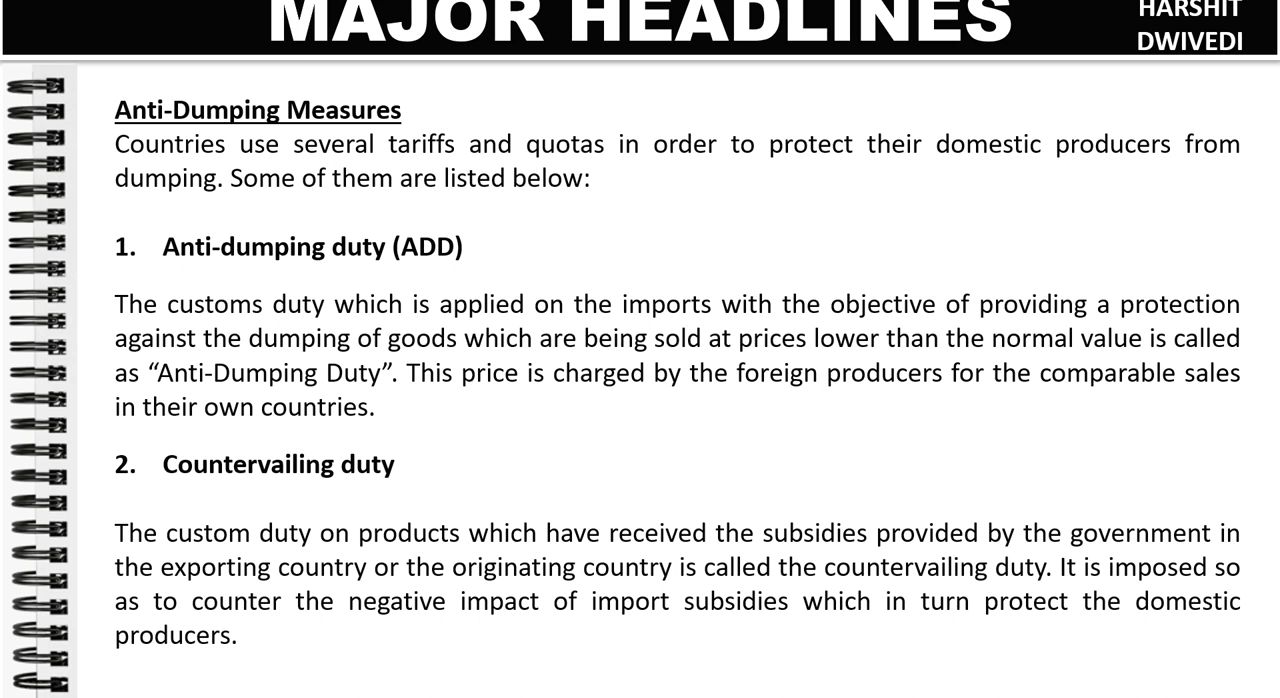 MAJOR HEADLINES
HARSHIT
DWIVEDI
Anti-Dumping Measures
Countries use several tariffs and quotas in order to protect their domestic producers from
dumping. Some of them are listed below:
1. Anti-dumping duty (ADD)
The customs duty which is applied on the imports with the objective of providing a protection
against the dumping of goods which are being sold at prices lower than the normal value is called
as “Anti-Dumping Duty”. This price is charged by the foreign producers for the comparable sales
in their own countries.
2. Countervailing duty
The custom duty on products which have received the subsidies provided by the government in
the exporting country or the originating country is called the countervailing duty. It is imposed so
as to counter the negative impact of import subsidies which in turn protect the domestic
producers.